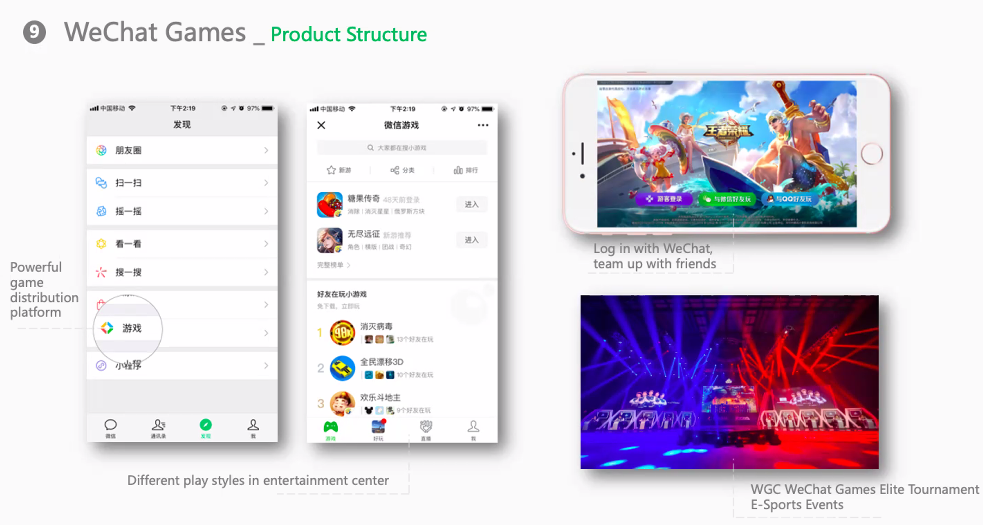 9 WeChat Games _ Product Structure
中国移动 下午2:19 97%
发现
朋友圈
扫一扫
摇一摇
看一看
搜一搜
游戏
小程序
微信 通讯录 发现 我
Powerful
game
distribution
platform
中国移动 下午2:19 97%
微信游戏
大家都在搜小游戏
新游 分类 排行
糖果传奇 48天前登录
消除 | 消灭星星 | 俄罗斯方块
进入
无尽远征 新游推荐
角色 | 横版 | 团战 | 奇幻
进入
完整榜单
好友在玩小游戏
免下载，立即玩
1 消灭病毒
13个好友在玩
2 全民漂移3D
10个好友在玩
3 欢乐斗地主
9个好友在玩
游戏 好玩 直播 我
Different play styles in entertainment center
王者荣耀
游客登录 与微信好友玩 与QQ好友玩
Log in with WeChat,
team up with friends
WGC WeChat Games Elite Tournament
E-Sports Events